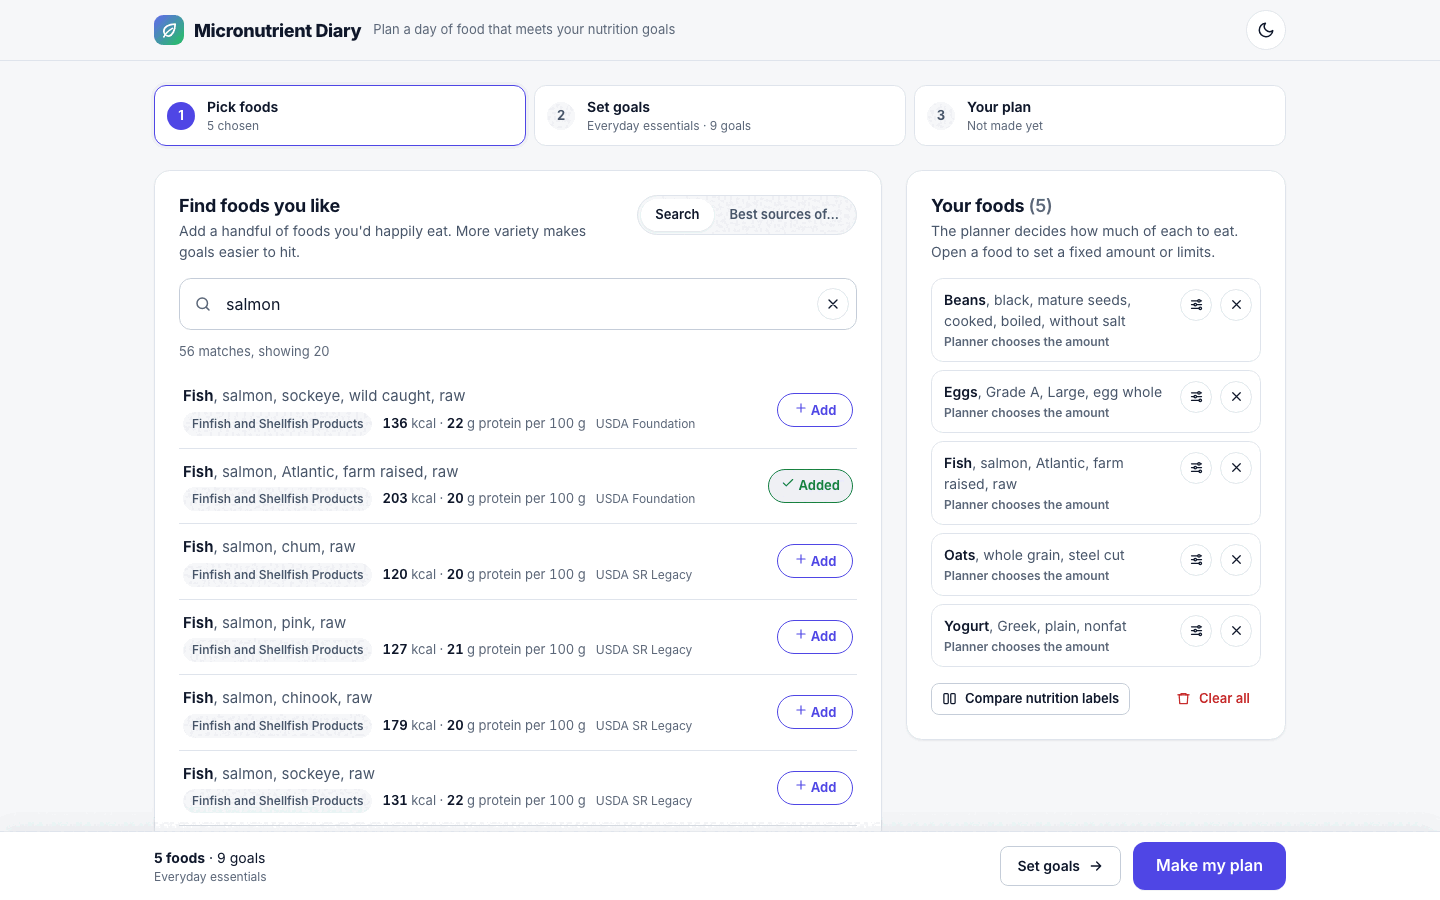 Micronutrient Diary
Plan a day of food that meets your nutrition goals
1
Pick foods
5 chosen
2
Set goals
Everyday essentials · 9 goals
3
Your plan
Not made yet
Find foods you like
Add a handful of foods you'd happily eat. More variety makes
goals easier to hit.
Search
Best sources of...
salmon
56 matches, showing 20
Fish, salmon, sockeye, wild caught, raw
Finfish and Shellfish Products 136 kcal · 22 g protein per 100 g USDA Foundation
+ Add
Fish, salmon, Atlantic, farm raised, raw
Finfish and Shellfish Products 203 kcal · 20 g protein per 100 g USDA Foundation
Added
Fish, salmon, chum, raw
Finfish and Shellfish Products 120 kcal · 20 g protein per 100 g USDA SR Legacy
+ Add
Fish, salmon, pink, raw
Finfish and Shellfish Products 127 kcal · 21 g protein per 100 g USDA SR Legacy
+ Add
Fish, salmon, chinook, raw
Finfish and Shellfish Products 179 kcal · 20 g protein per 100 g USDA SR Legacy
+ Add
Fish, salmon, sockeye, raw
Finfish and Shellfish Products 131 kcal · 22 g protein per 100 g USDA SR Legacy
+ Add
Your foods (5)
The planner decides how much of each to eat.
Open a food to set a fixed amount or limits.
Beans, black, mature seeds,
cooked, boiled, without salt
Planner chooses the amount
Eggs, Grade A, Large, egg whole
Planner chooses the amount
Fish, salmon, Atlantic, farm
raised, raw
Planner chooses the amount
Oats, whole grain, steel cut
Planner chooses the amount
Yogurt, Greek, plain, nonfat
Planner chooses the amount
Compare nutrition labels
Clear all
5 foods · 9 goals
Everyday essentials
Set goals →
Make my plan